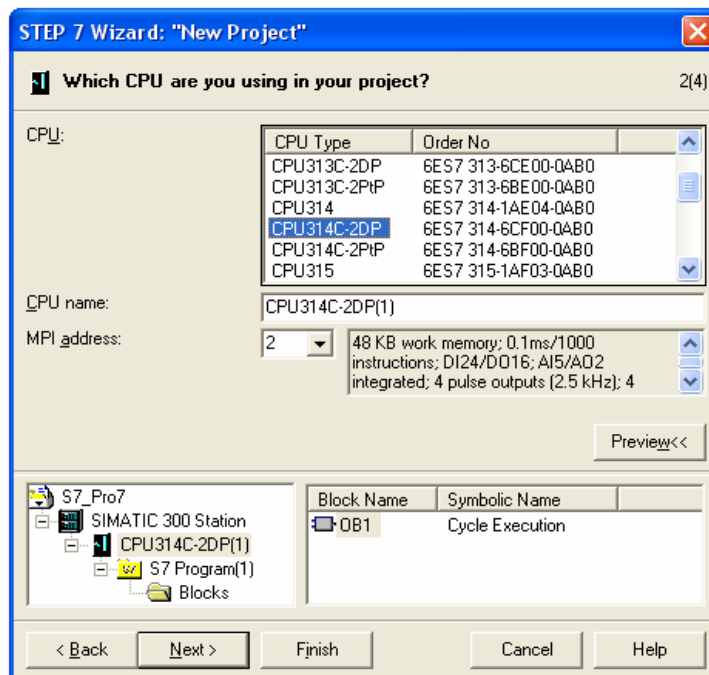 STEP 7 Wizard: "New Project"
Which CPU are you using in your project? 2(4)
CPU:
CPU Type Order No
CPU313C-2DP 6ES7 313-6CE00-0AB0
CPU313C-2PtP 6ES7 313-6BE00-0AB0
CPU314 6ES7 314-1AE04-0AB0
CPU314C-2DP 6ES7 314-6CF00-0AB0
CPU314C-2PtP 6ES7 314-6BF00-0AB0
CPU315 6ES7 315-1AF03-0AB0
CPU name: CPU314C-2DP(1)
MPI address: 2
48 KB work memory; 0.1ms/1000
instructions; DI24/DO16; AI5/AO2
integrated; 4 pulse outputs (2.5 kHz); 4
Preview<<
S7_Pro7
SIMATIC 300 Station
CPU314C-2DP(1)
S7 Program(1)
Blocks
Block Name Symbolic Name
OB1 Cycle Execution
< Back Next > Finish Cancel Help